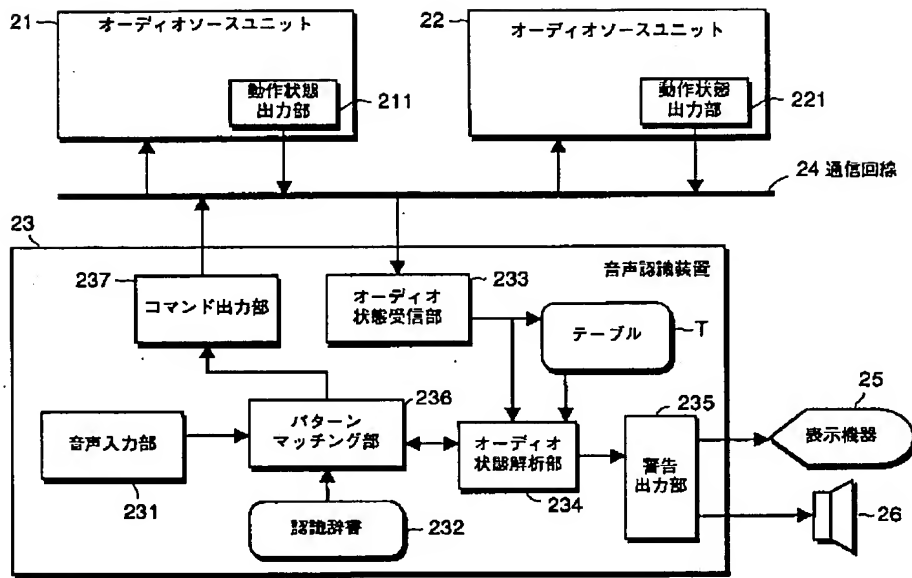 21
オーディオソースユニット
動作状態
出力部
211
22
オーディオソースユニット
動作状態
出力部
221
24 通信回線
23
音声認識装置
237
コマンド出力部
233
オーディオ
状態受信部
テーブル
T
236
パターン
マッチング部
音声入力部
231
認識辞書
232
オーディオ
状態解析部
234
235
警告
出力部
25
表示機器
26